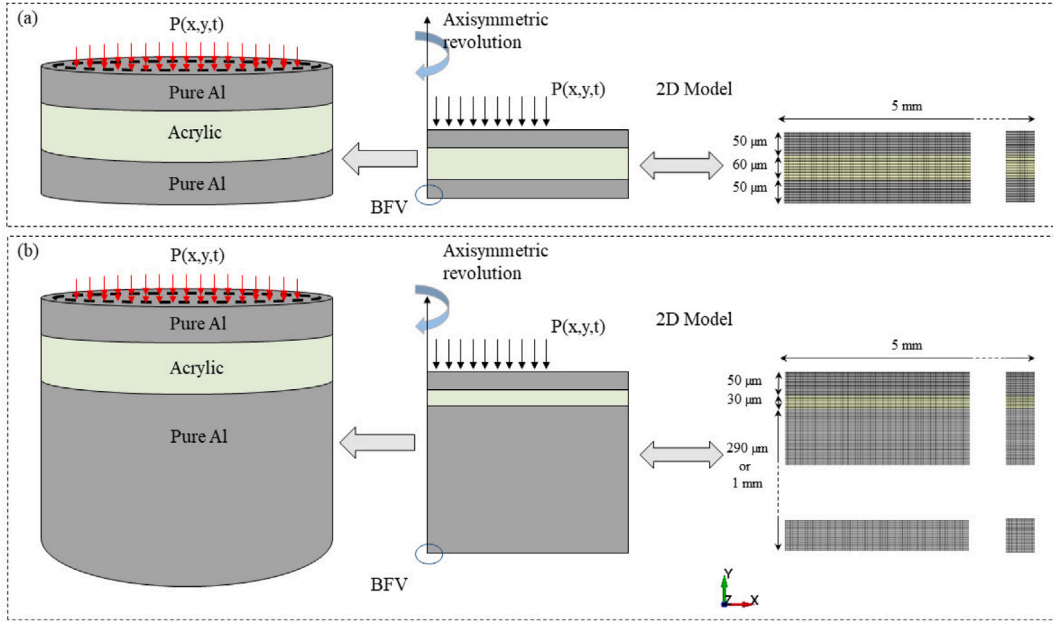 (a)
P(x,y,t)
Pure Al
Acrylic
Pure Al
Axisymmetric
revolution
P(x,y,t)
BFV
2D Model
5 mm
50 μm
60 μm
50 μm
(b)
P(x,y,t)
Pure Al
Acrylic
Pure Al
Axisymmetric
revolution
P(x,y,t)
BFV
2D Model
5 mm
50 μm
30 μm
290 μm
or
1 mm
Y
Z X